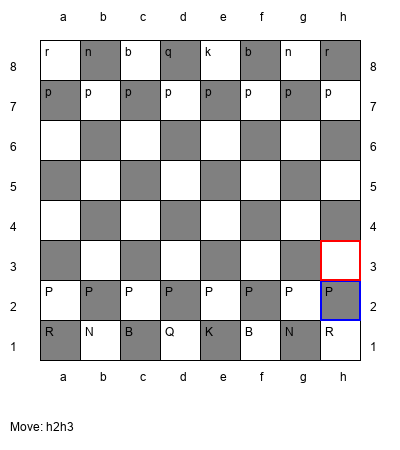 a b c d e f g h
8 r n b q k b n r 8
7 p p p p p p p p 7
6 6
5 5
4 4
3 3
2 P P P P P P P P 2
1 R N B Q K B N R 1
a b c d e f g h
Move: h2h3